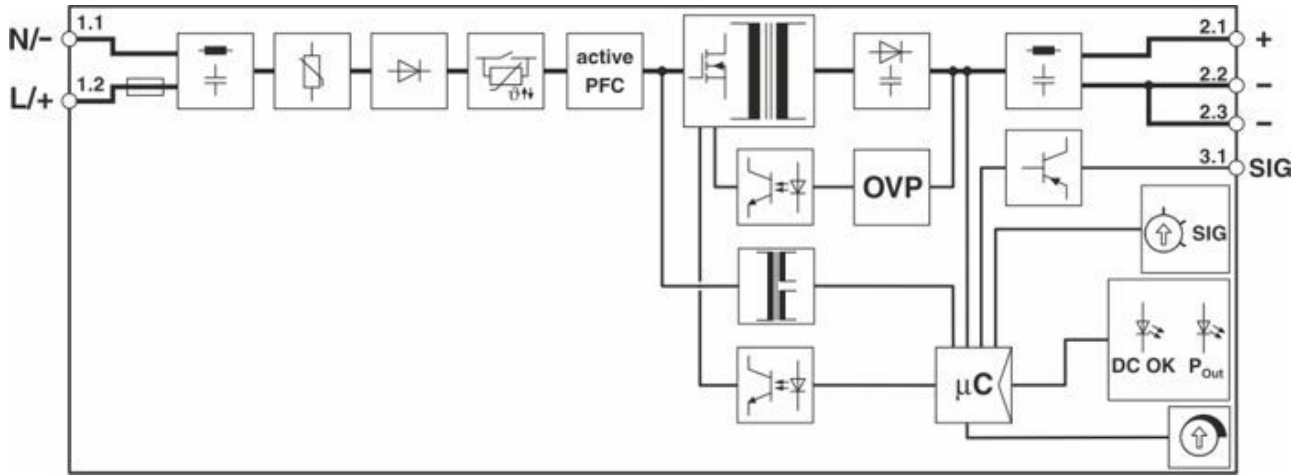 1.1
2.1
N/−
+
active
PFC
2.2
1.2
−
L/+
2.3
−
3.1
SIG
OVP
SIG
ϑ
DC OK
P_Out
µC